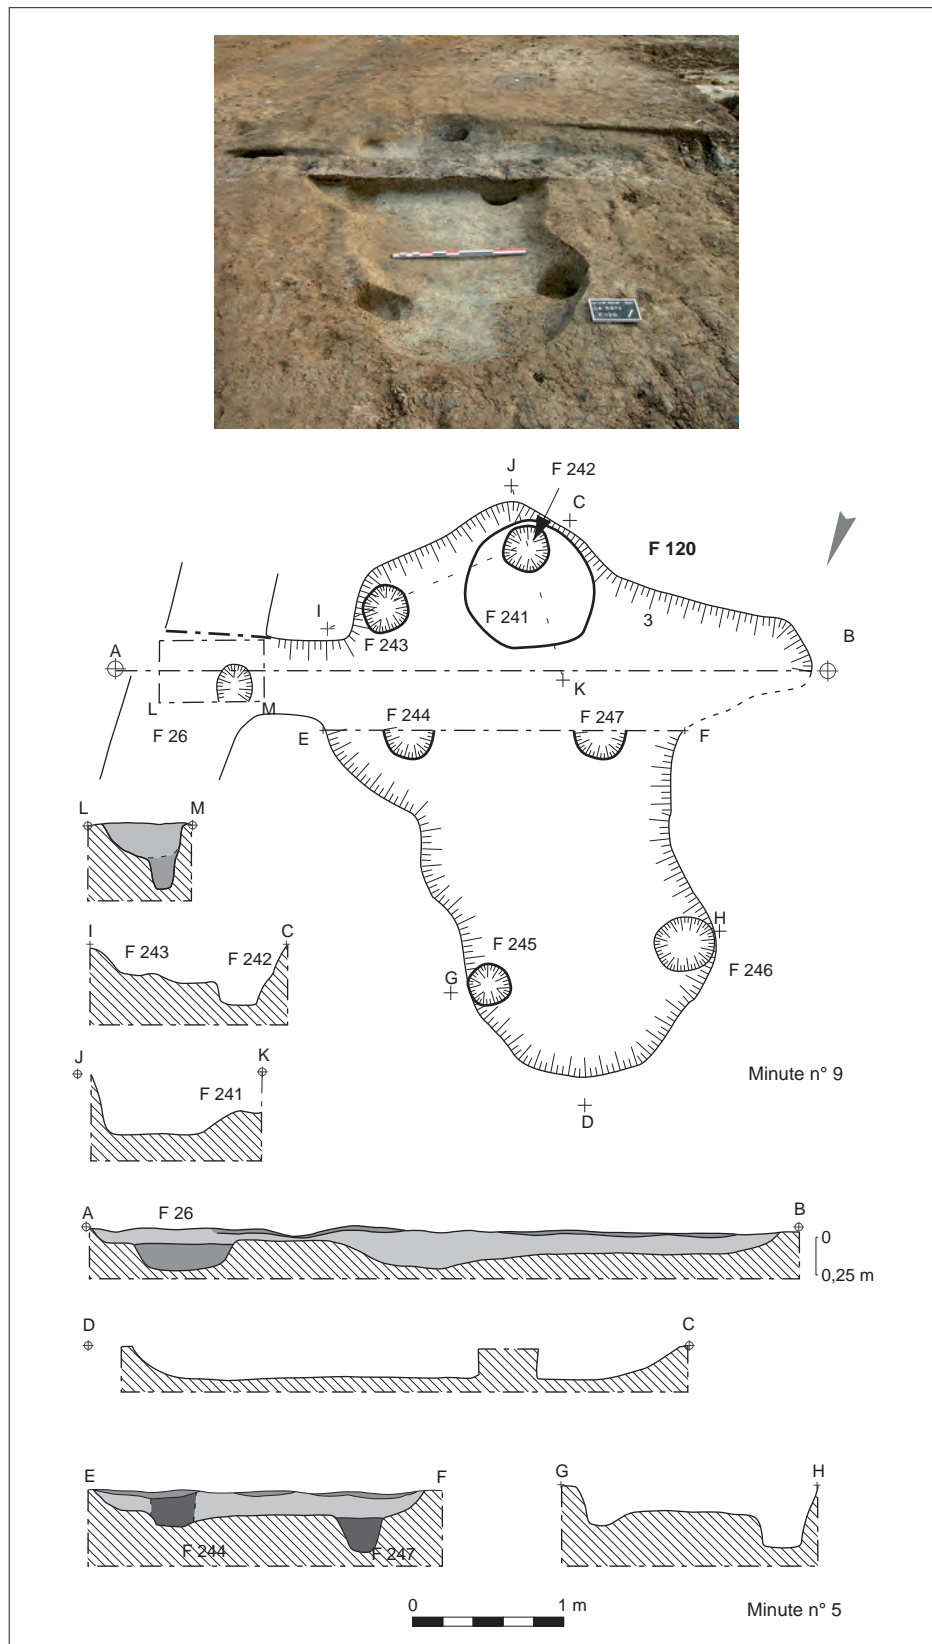 J
F 242
C
F 120
I
F 241
3
F 243
A
B
K
L
M
F 244
F 247
F 26
E
F
L
M
H
I
C
F 245
F 243
F 242
G
F 246
J
K
Minute n° 9
F 241
D
A
F 26
B
0
0,25 m
D
C
E
F
G
H
F 244
F 247
0
1 m
Minute n° 5